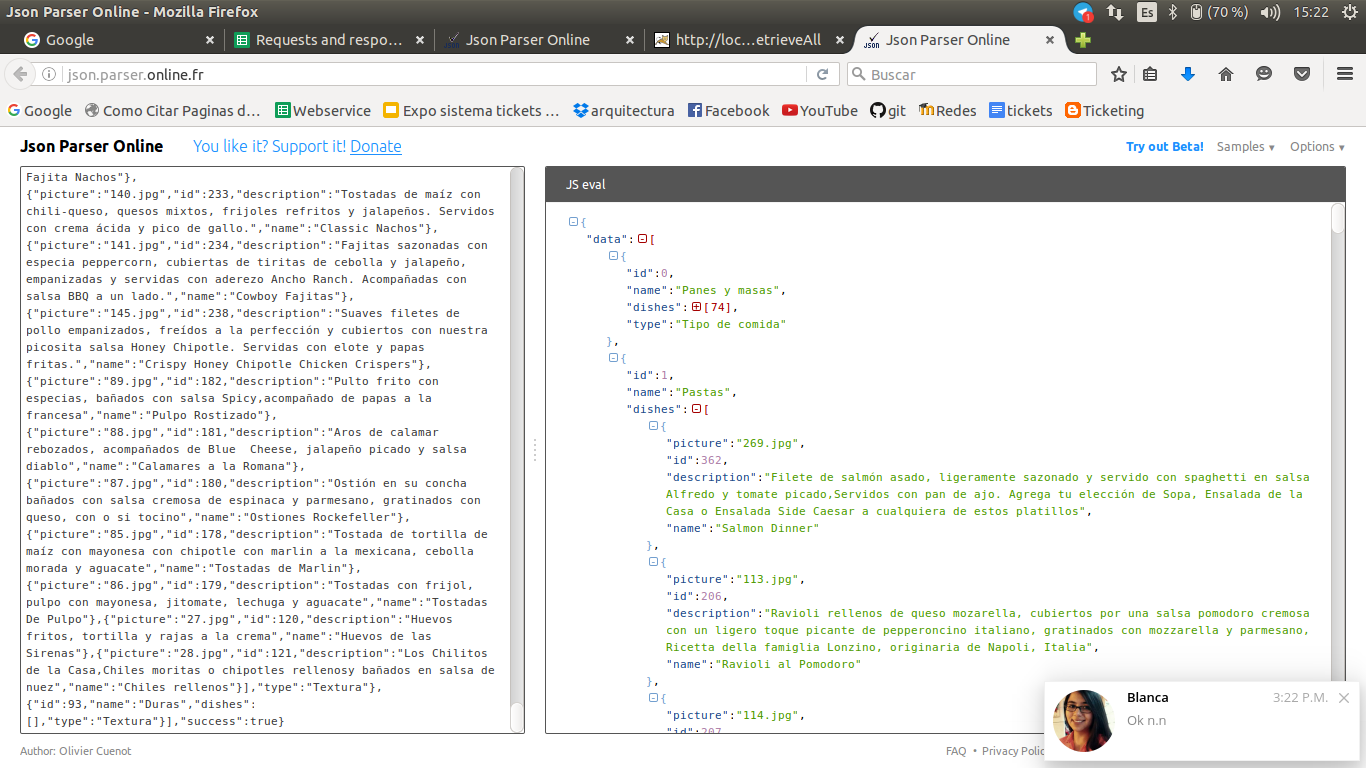 Json Parser Online - Mozilla Firefox
1
Es
(70 %)
15:22
Google
Requests and respo...
Json Parser Online
http://loc...etrieveAll
JSON
Json Parser Online
json.parser.online.fr
Buscar
Google
Como Citar Paginas d...
Webservice
Expo sistema tickets ...
arquitectura
Facebook
YouTube
git
Redes
tickets
Ticketing
Json Parser Online
You like it? Support it! Donate
Try out Beta!
Samples
Options
Fajita Nachos"},
{"picture":"140.jpg","id":233,"description":"Tostadas de maíz con
chili-queso, quesos mixtos, frijoles refritos y jalapeños. Servidos
con crema ácida y pico de gallo.","name":"Classic Nachos"},
{"picture":"141.jpg","id":234,"description":"Fajitas sazonadas con
especia peppercorn, cubiertas de tiritas de cebolla y jalapeño,
empanizadas y servidas con aderezo Ancho Ranch. Acompañadas con
salsa BBQ a un lado.","name":"Cowboy Fajitas"},
{"picture":"145.jpg","id":238,"description":"Suaves filetes de
pollo empanizados, freídos a la perfección y cubiertos con nuestra
picosita salsa Honey Chipotle. Servidas con elote y papas
fritas.","name":"Crispy Honey Chipotle Chicken Crispers"},
{"picture":"89.jpg","id":182,"description":"Pulto frito con
especias, bañados con salsa Spicy,acompañado de papas a la
francesa","name":"Pulpo Rostizado"},
{"picture":"88.jpg","id":181,"description":"Aros de calamar
rebozados, acompañados de Blue  Cheese, jalapeño picado y salsa
diablo","name":"Calamares a la Romana"},
{"picture":"87.jpg","id":180,"description":"Ostión en su concha
bañados con salsa cremosa de espinaca y parmesano, gratinados con
queso, con o si tocino","name":"Ostiones Rockefeller"},
{"picture":"85.jpg","id":178,"description":"Tostada de tortilla de
maíz con mayonesa con chipotle con marlin a la mexicana, cebolla
morada y aguacate","name":"Tostadas de Marlin"},
{"picture":"86.jpg","id":179,"description":"Tostadas con frijol,
pulpo con mayonesa, jitomate, lechuga y aguacate","name":"Tostadas
De Pulpo"},{"picture":"27.jpg","id":120,"description":"Huevos
fritos, tortilla y rajas a la crema","name":"Huevos de las
Sirenas"},{"picture":"28.jpg","id":121,"description":"Los Chilitos
de la Casa,Chiles moritas o chipotles rellenosy bañados en salsa de
nuez","name":"Chiles rellenos"}],"type":"Textura"},
{"id":93,"name":"Duras","dishes":
[],"type":"Textura"}],"success":true}
JS eval
{
"data":[
{
"id":0,
"name":"Panes y masas",
"dishes":[74],
"type":"Tipo de comida"
},
{
"id":1,
"name":"Pastas",
"dishes":[
{
"picture":"269.jpg",
"id":362,
"description":"Filete de salmón asado, ligeramente sazonado y servido con spaghetti en salsa
Alfredo y tomate picado,Servidos con pan de ajo. Agrega tu elección de Sopa, Ensalada de la
Casa o Ensalada Side Caesar a cualquiera de estos platillos",
"name":"Salmon Dinner"
},
{
"picture":"113.jpg",
"id":206,
"description":"Ravioli rellenos de queso mozarella, cubiertos por una salsa pomodoro cremosa
con un ligero toque picante de pepperoncino italiano, gratinados con mozzarella y parmesano,
Ricetta della famiglia Lonzino, originaria de Napoli, Italia",
"name":"Ravioli al Pomodoro"
},
{
"picture":"114.jpg",
"id":207
Blanca
3:22 P.M.
Ok n.n
Author: Olivier Cuenot
FAQ • Privacy Polic